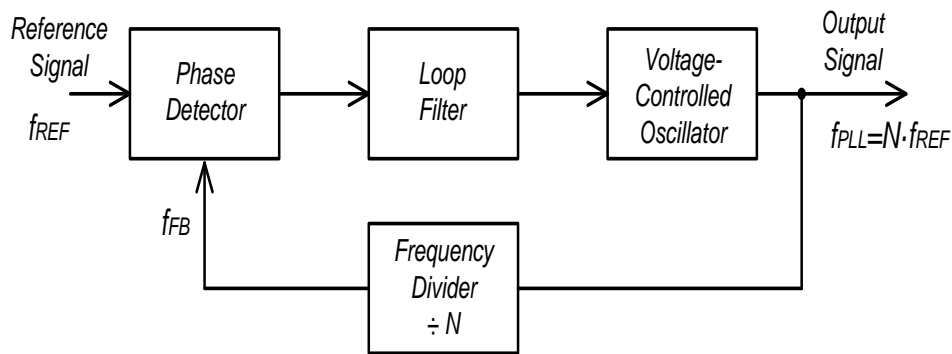 Reference
Signal
fREF
Phase
Detector
Loop
Filter
Voltage-
Controlled
Oscillator
Output
Signal
fPLL=N·fREF
fFB
Frequency
Divider
÷ N